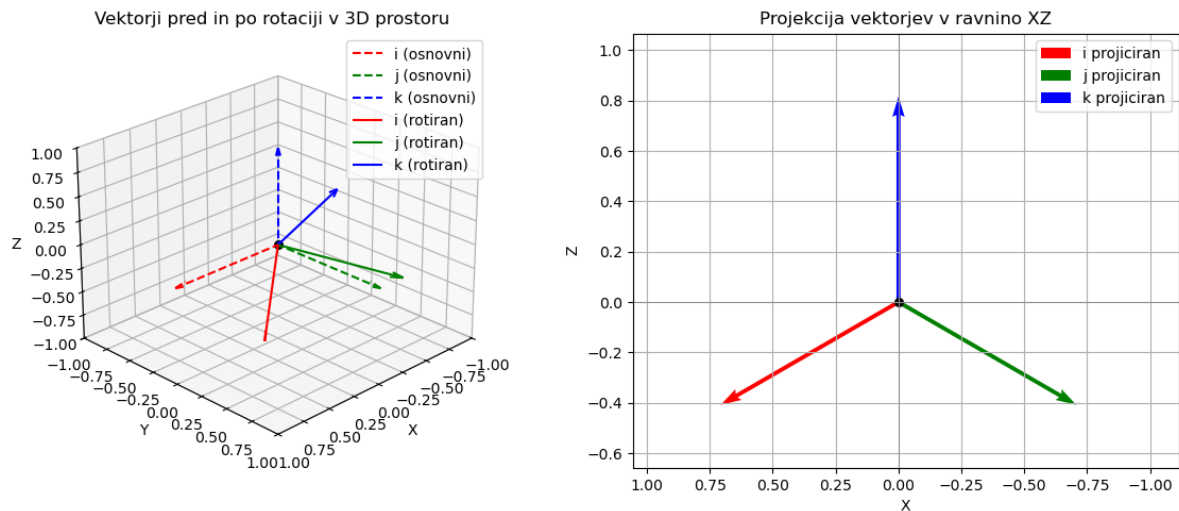 Vektorji pred in po rotaciji v 3D prostoru
i (osnovni)
j (osnovni)
k (osnovni)
i (rotiran)
j (rotiran)
k (rotiran)
1.00
0.75
0.50
0.25
0.00
−0.25
−0.50
−0.75
−1.00
Z
−1.00
−0.75
−0.50
−0.25
0.00
0.25
0.50
0.75
1.00
Y
−1.00
−0.75
−0.50
−0.25
0.00
0.25
0.50
0.75
1.00
X
Projekcija vektorjev v ravnino XZ
i projiciran
j projiciran
k projiciran
1.0
0.8
0.6
0.4
0.2
0.0
−0.2
−0.4
−0.6
Z
1.00 0.75 0.50 0.25 0.00 −0.25 −0.50 −0.75 −1.00
X